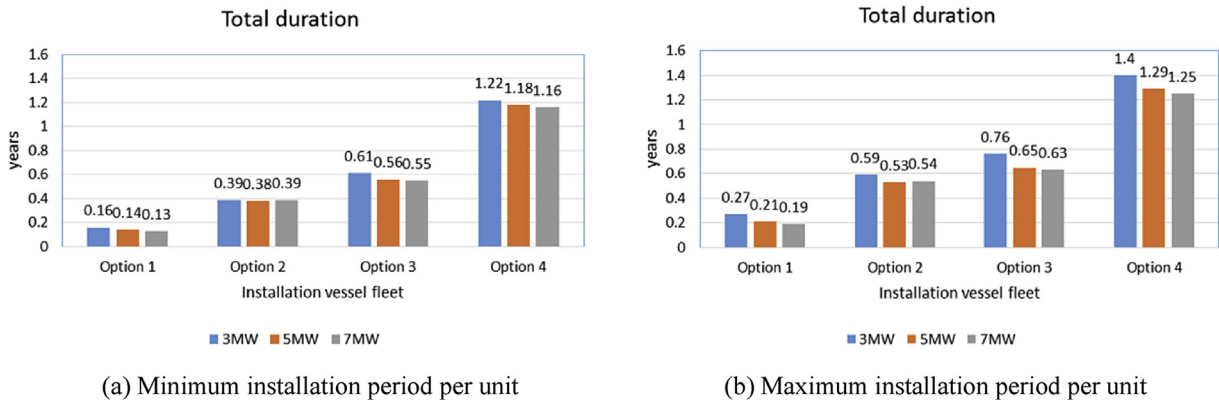 Total duration
1.6
1.4
1.2
1
0.8
0.6
0.4
0.2
0
years
0.16 0.14 0.13
0.39 0.38 0.39
0.61 0.56 0.55
1.22 1.18 1.16
Option 1 Option 2 Option 3 Option 4
Installation vessel fleet
3MW 5MW 7MW
(a) Minimum installation period per unit
Total duration
1.6
1.4
1.2
1
0.8
0.6
0.4
0.2
0
years
0.27 0.21 0.19
0.59 0.53 0.54
0.76 0.65 0.63
1.4 1.29 1.25
Option 1 Option 2 Option 3 Option 4
Installation vessel fleet
3MW 5MW 7MW
(b) Maximum installation period per unit